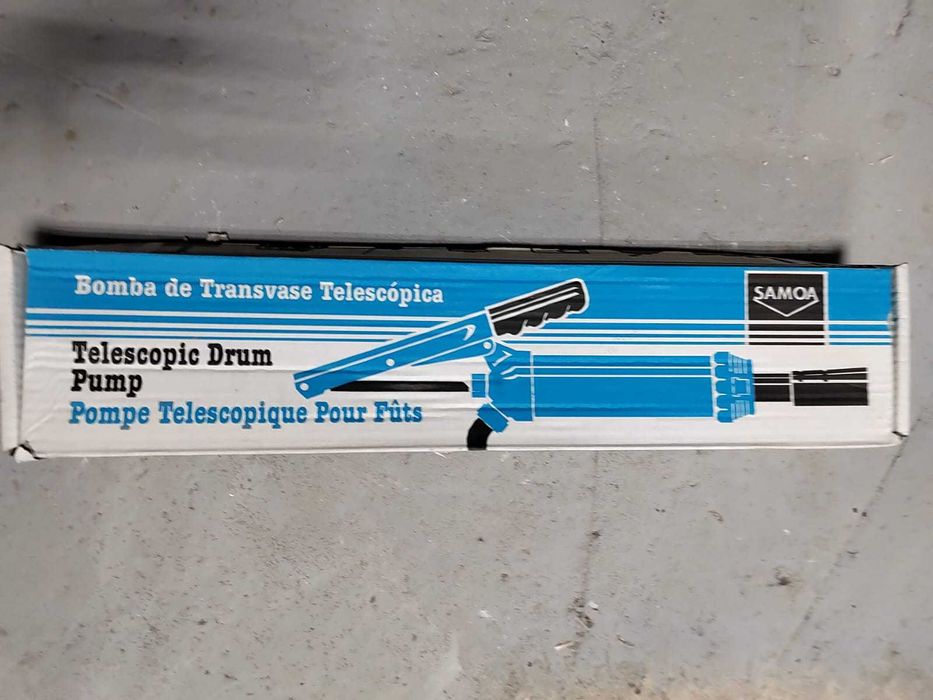 Bomba de Transvase Telescópica
SAMOA
Telescopic Drum
Pump
Pompe Telescopique Pour Fûts